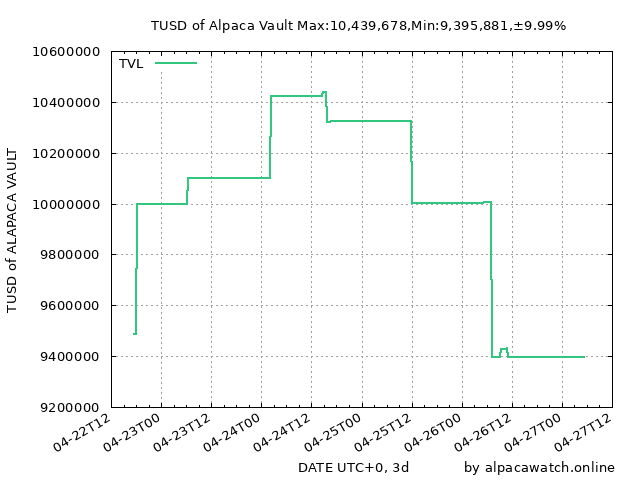 TUSD of Alpaca Vault Max:10,439,678,Min:9,395,881,±9.99%
TVL
TUSD of ALAPACA VAULT
10600000
10400000
10200000
10000000
9800000
9600000
9400000
9200000
04-22T12
04-23T00
04-23T12
04-24T00
04-24T12
04-25T00
04-25T12
04-26T00
04-26T12
04-27T00
04-27T12
DATE UTC+0, 3d
by alpacawatch.online